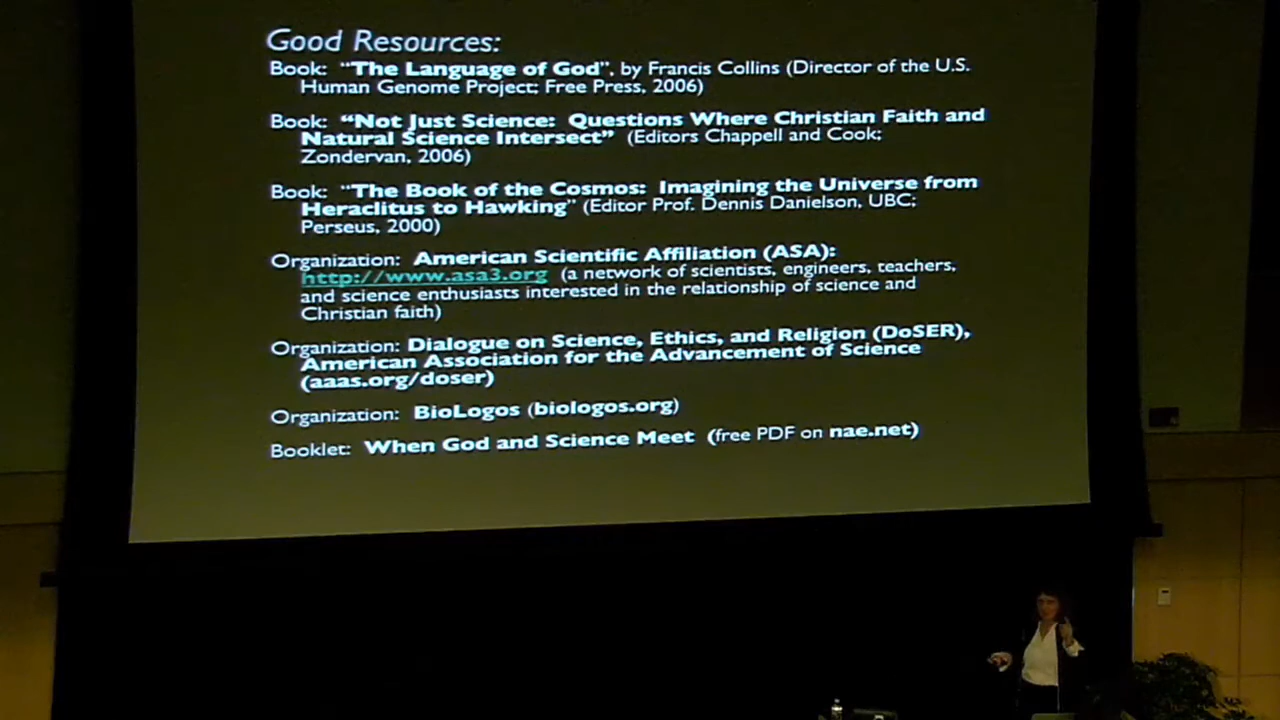 Good Resources:
Book: "The Language of God", by Francis Collins (Director of the U.S.
Human Genome Project; Free Press, 2006)
Book: "Not Just Science: Questions Where Christian Faith and
Natural Science Intersect" (Editors Chappell and Cook;
Zondervan, 2006)
Book: "The Book of the Cosmos: Imagining the Universe from
Heraclitus to Hawking" (Editor Prof. Dennis Danielson, UBC;
Perseus, 2000)
Organization: American Scientific Affiliation (ASA):
http://www.asa3.org (a network of scientists, engineers, teachers,
and science enthusiasts interested in the relationship of science and
Christian faith)
Organization: Dialogue on Science, Ethics, and Religion (DoSER),
American Association for the Advancement of Science
(aaas.org/doser)
Organization: BioLogos (biologos.org)
Booklet: When God and Science Meet (free PDF on nae.net)